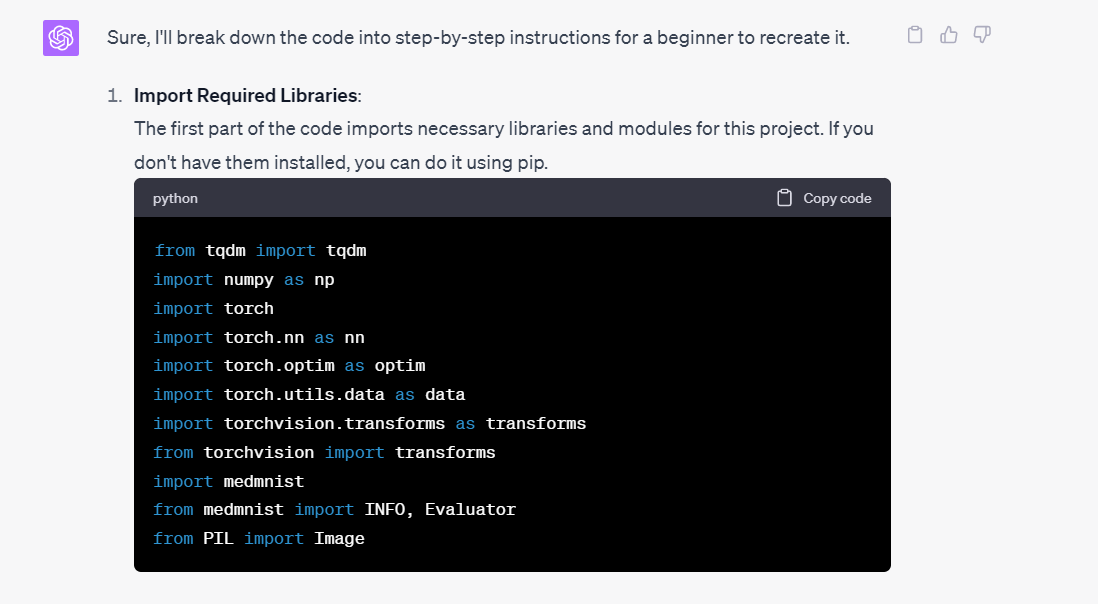 Sure, I'll break down the code into step-by-step instructions for a beginner to recreate it.
1. Import Required Libraries:
The first part of the code imports necessary libraries and modules for this project. If you
don't have them installed, you can do it using pip.
python Copy code
from tqdm import tqdm
import numpy as np
import torch
import torch.nn as nn
import torch.optim as optim
import torch.utils.data as data
import torchvision.transforms as transforms
from torchvision import transforms
import medmnist
from medmnist import INFO, Evaluator
from PIL import Image